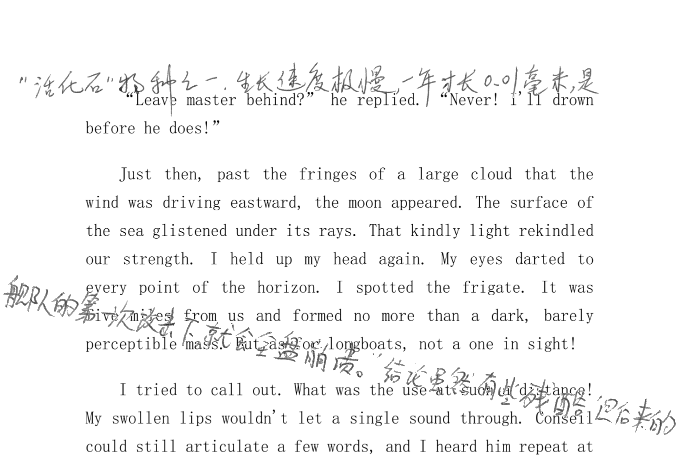 "活化石"物种之一.生长速度极慢,一年才长0.01毫米,是
“Leave master behind?” he replied. “Never! i'll drown
before he does!”
Just then, past the fringes of a large cloud that the
wind was driving eastward, the moon appeared. The surface of
the sea glistened under its rays. That kindly light rekindled
our strength. I held up my head again. My eyes darted to
every point of the horizon. I spotted the frigate. It was
five miles from us and formed no more than a dark, barely
perceptible mass. But as for longboats, not a one in sight!
舰队的第一次攻击下就会全盘崩溃。"结论虽然有些残酷,但后来的
I tried to call out. What was the use at such a distance!
My swollen lips wouldn't let a single sound through. Conseil
could still articulate a few words, and I heard him repeat at